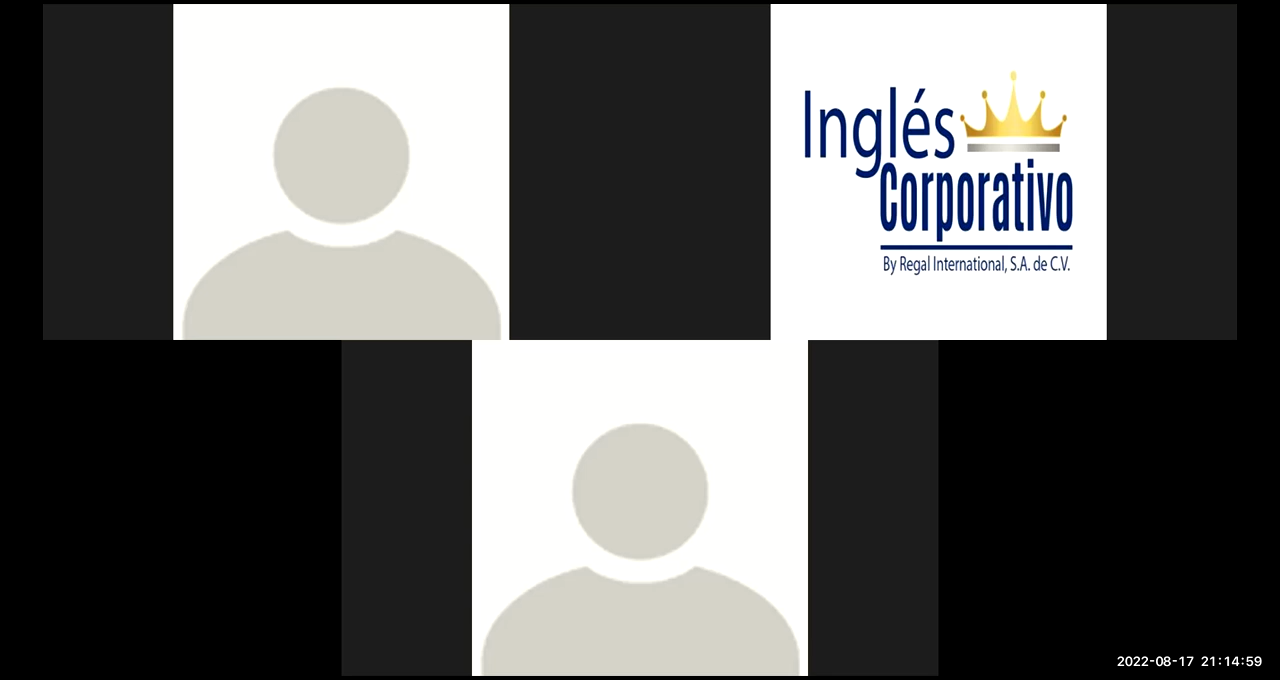 Inglés
Corporativo
By Regal International, S.A. de C.V.
2022-08-17 21:14:59